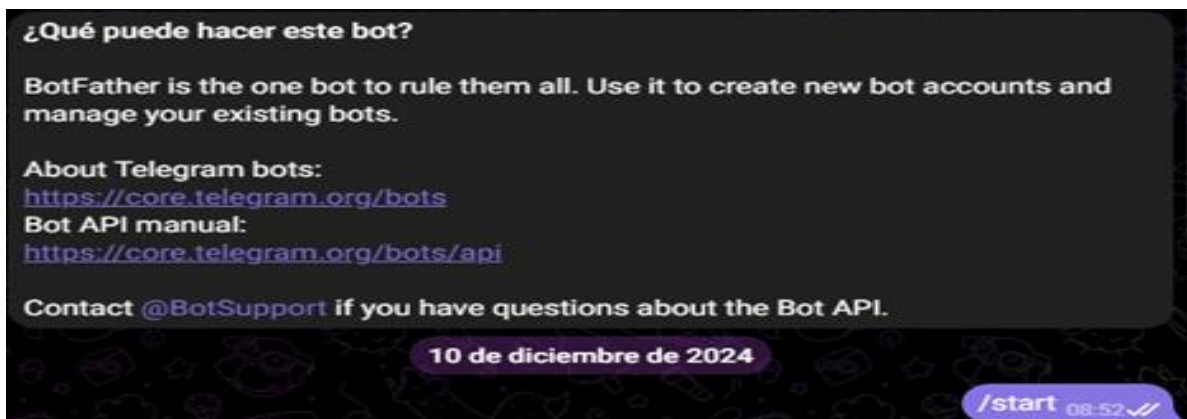 ¿Qué puede hacer este bot?
BotFather is the one bot to rule them all. Use it to create new bot accounts and
manage your existing bots.
About Telegram bots:
https://core.telegram.org/bots
Bot API manual:
https://core.telegram.org/bots/api
Contact @BotSupport if you have questions about the Bot API.
10 de diciembre de 2024
/start 08:52